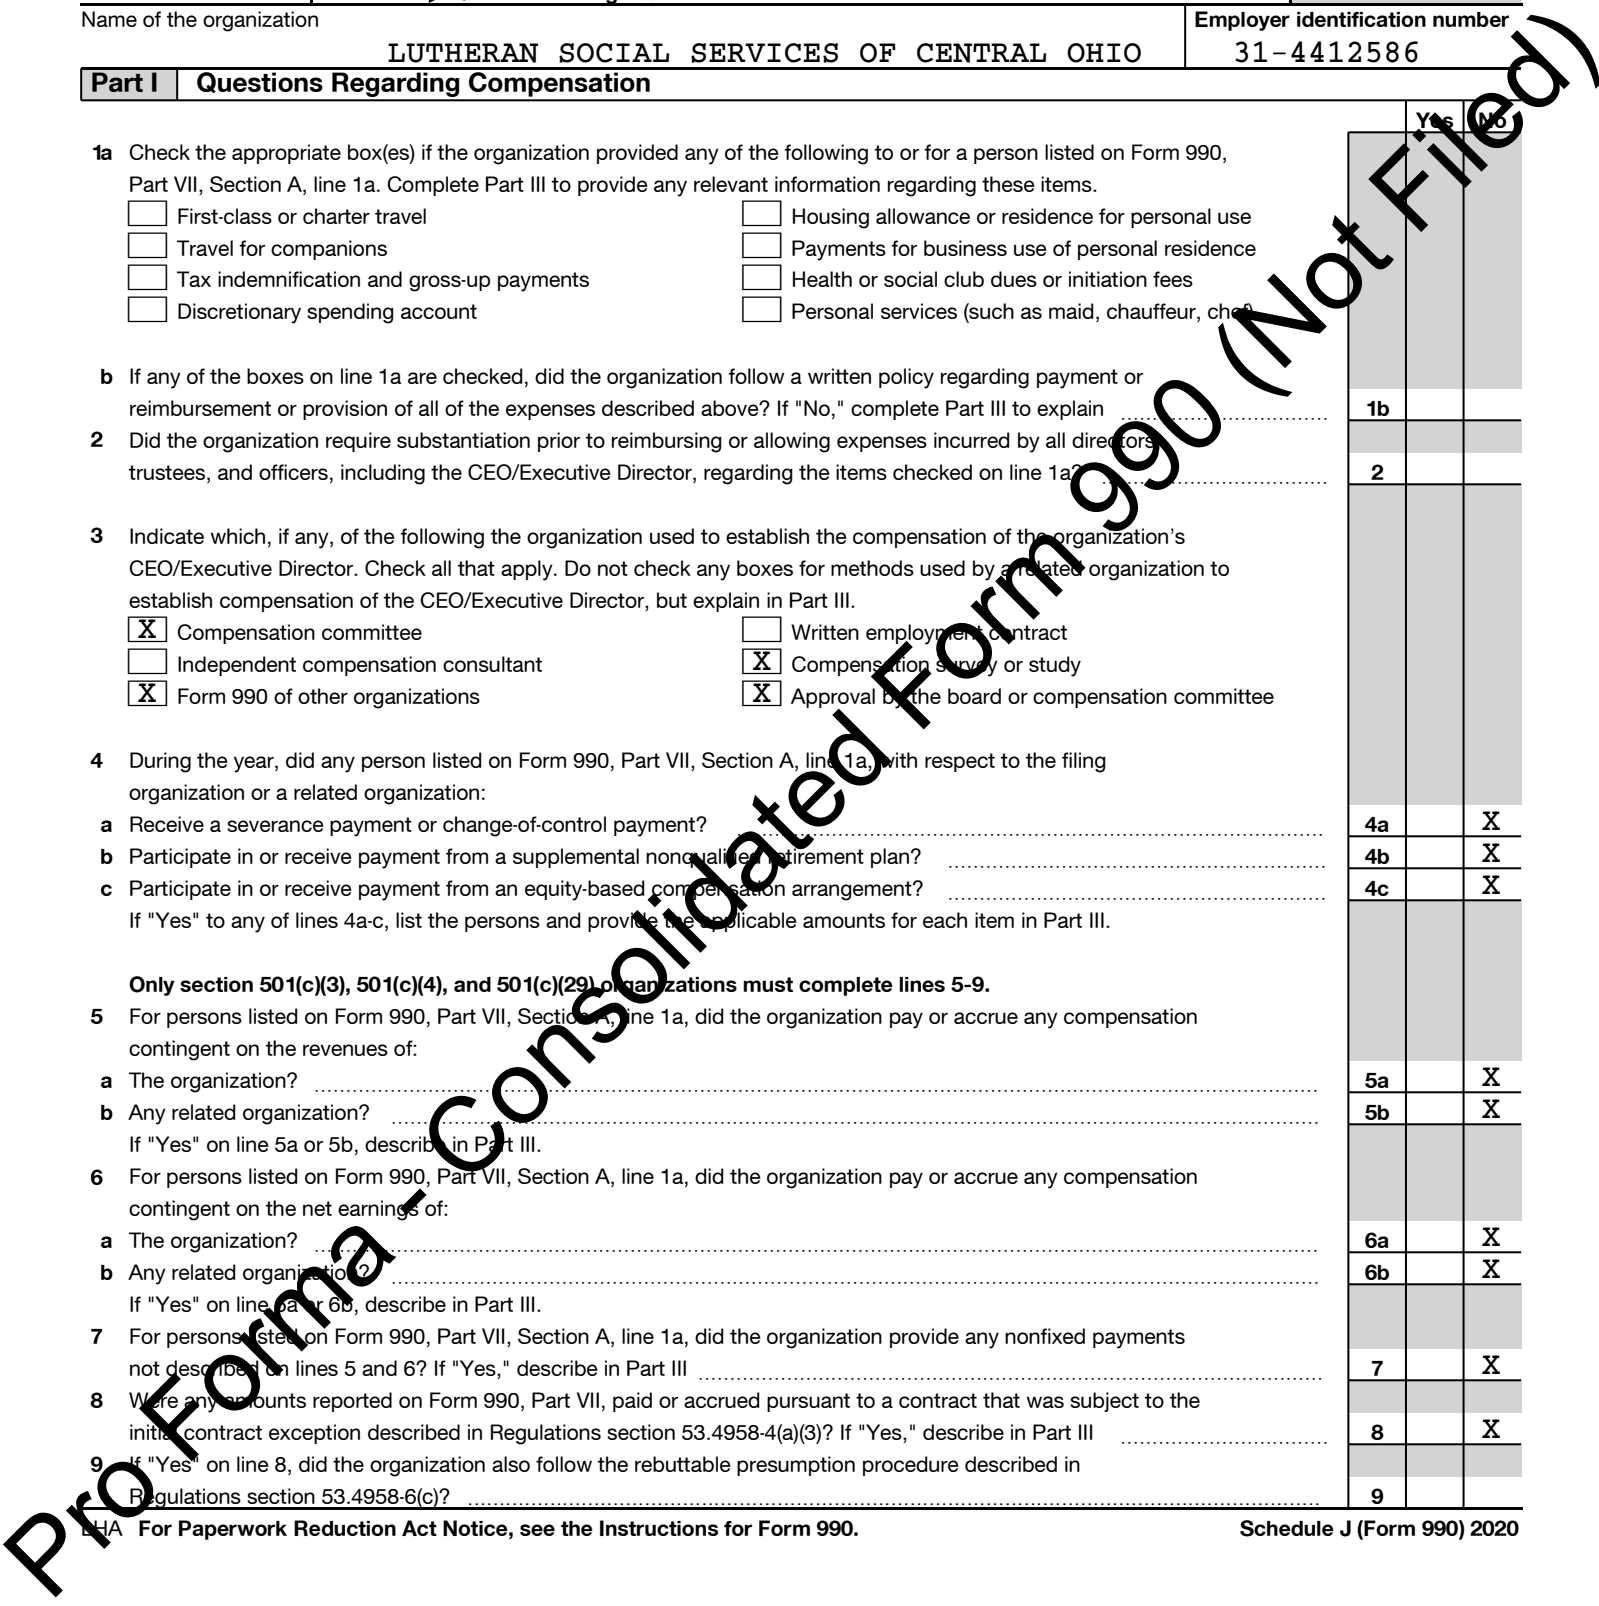 Name of the organization
Employer identification number
LUTHERAN SOCIAL SERVICES OF CENTRAL OHIO
31-4412586
Part I Questions Regarding Compensation
Yes No
1a Check the appropriate box(es) if the organization provided any of the following to or for a person listed on Form 990,
Part VII, Section A, line 1a. Complete Part III to provide any relevant information regarding these items.
First-class or charter travel
Housing allowance or residence for personal use
Travel for companions
Payments for business use of personal residence
Tax indemnification and gross-up payments
Health or social club dues or initiation fees
Discretionary spending account
Personal services (such as maid, chauffeur, chef)
b If any of the boxes on line 1a are checked, did the organization follow a written policy regarding payment or
reimbursement or provision of all of the expenses described above? If "No," complete Part III to explain 1b
2 Did the organization require substantiation prior to reimbursing or allowing expenses incurred by all directors,
trustees, and officers, including the CEO/Executive Director, regarding the items checked on line 1a? 2
3 Indicate which, if any, of the following the organization used to establish the compensation of the organization's
CEO/Executive Director. Check all that apply. Do not check any boxes for methods used by a related organization to
establish compensation of the CEO/Executive Director, but explain in Part III.
X Compensation committee
Written employment contract
Independent compensation consultant
X Compensation survey or study
X Form 990 of other organizations
X Approval by the board or compensation committee
4 During the year, did any person listed on Form 990, Part VII, Section A, line 1a, with respect to the filing
organization or a related organization:
a Receive a severance payment or change-of-control payment? 4a X
b Participate in or receive payment from a supplemental nonqualified retirement plan? 4b X
c Participate in or receive payment from an equity-based compensation arrangement? 4c X
If "Yes" to any of lines 4a-c, list the persons and provide the applicable amounts for each item in Part III.
Only section 501(c)(3), 501(c)(4), and 501(c)(29) organizations must complete lines 5-9.
5 For persons listed on Form 990, Part VII, Section A, line 1a, did the organization pay or accrue any compensation
contingent on the revenues of:
a The organization? 5a X
b Any related organization? 5b X
If "Yes" on line 5a or 5b, describe in Part III.
6 For persons listed on Form 990, Part VII, Section A, line 1a, did the organization pay or accrue any compensation
contingent on the net earnings of:
a The organization? 6a X
b Any related organization? 6b X
If "Yes" on line 6a or 6b, describe in Part III.
7 For persons listed on Form 990, Part VII, Section A, line 1a, did the organization provide any nonfixed payments
not described on lines 5 and 6? If "Yes," describe in Part III 7 X
8 Were any amounts reported on Form 990, Part VII, paid or accrued pursuant to a contract that was subject to the
initial contract exception described in Regulations section 53.4958-4(a)(3)? If "Yes," describe in Part III 8 X
9 If "Yes" on line 8, did the organization also follow the rebuttable presumption procedure described in
Regulations section 53.4958-6(c)? 9
LHA For Paperwork Reduction Act Notice, see the Instructions for Form 990.
Schedule J (Form 990) 2020
Pro Forma - Consolidated Form 990 (Not Filed)